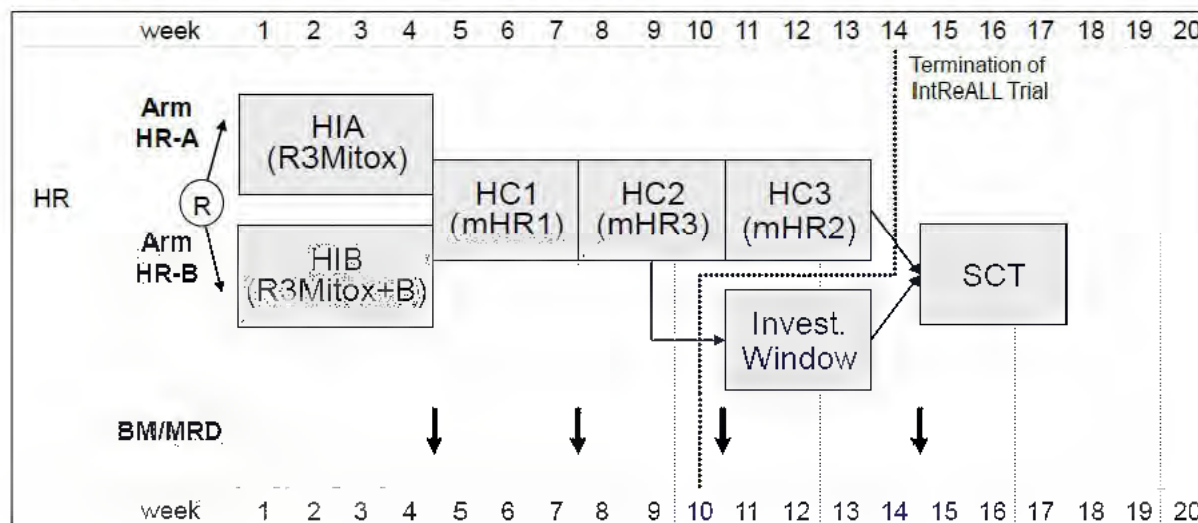 week 1 2 3 4 5 6 7 8 9 10 11 12 13 14 15 16 17 18 19 20
Termination of
IntReALL Trial
Arm
HR-A
HIA
(R3Mitox)
HR
R
HC1
(mHR1)
HC2
(mHR3)
HC3
(mHR2)
Arm
HR-B
HIB
(R3Mitox+B)
SCT
Invest.
Window
BM/MRD
week 1 2 3 4 5 6 7 8 9 10 11 12 13 14 15 16 17 18 19 20